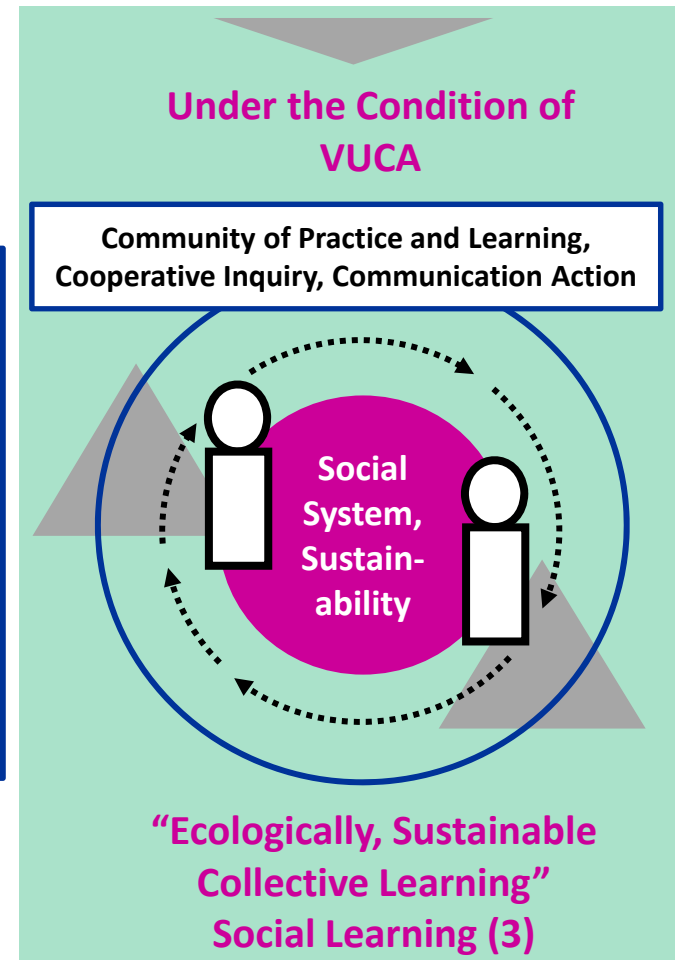 Under the Condition of
VUCA
Community of Practice and Learning,
Cooperative Inquiry, Communication Action
Social
System,
Sustain-
ability
“Ecologically, Sustainable
Collective Learning”
Social Learning (3)